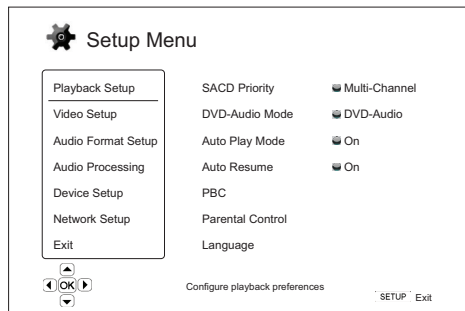 Setup Menu
Playback Setup
Video Setup
Audio Format Setup
Audio Processing
Device Setup
Network Setup
Exit
SACD Priority Multi-Channel
DVD-Audio Mode DVD-Audio
Auto Play Mode On
Auto Resume On
PBC
Parental Control
Language
OK
Configure playback preferences
SETUP Exit